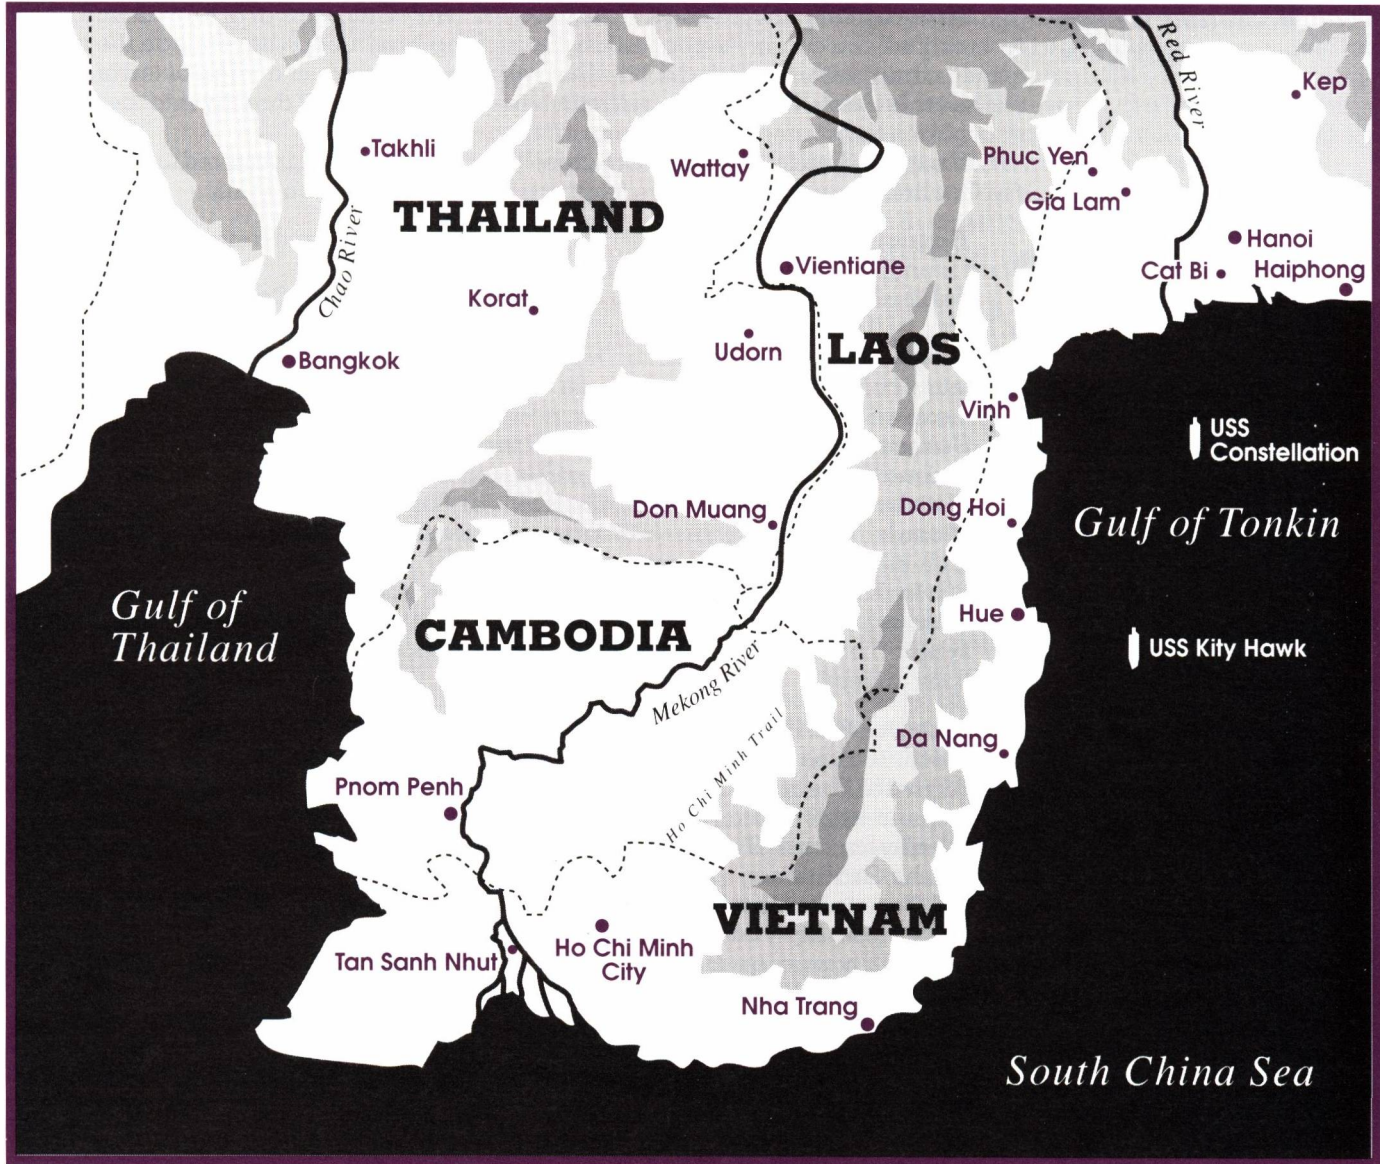 Red River
Kep
Takhli
Wattay
Phuc Yen
Gia Lam
THAILAND
Chao River
Hanoi
Vientiane
Cat Bi
Haiphong
Korat
Udorn
LAOS
Bangkok
Vinh
USS
Constellation
Don Muang
Dong Hoi
Gulf of Tonkin
Gulf of
Thailand
Hue
CAMBODIA
USS Kity Hawk
Mekong River
Ho Chi Minh Trail
Da Nang
Pnom Penh
VIETNAM
Tan Sanh Nhut
Ho Chi Minh
City
Nha Trang
South China Sea